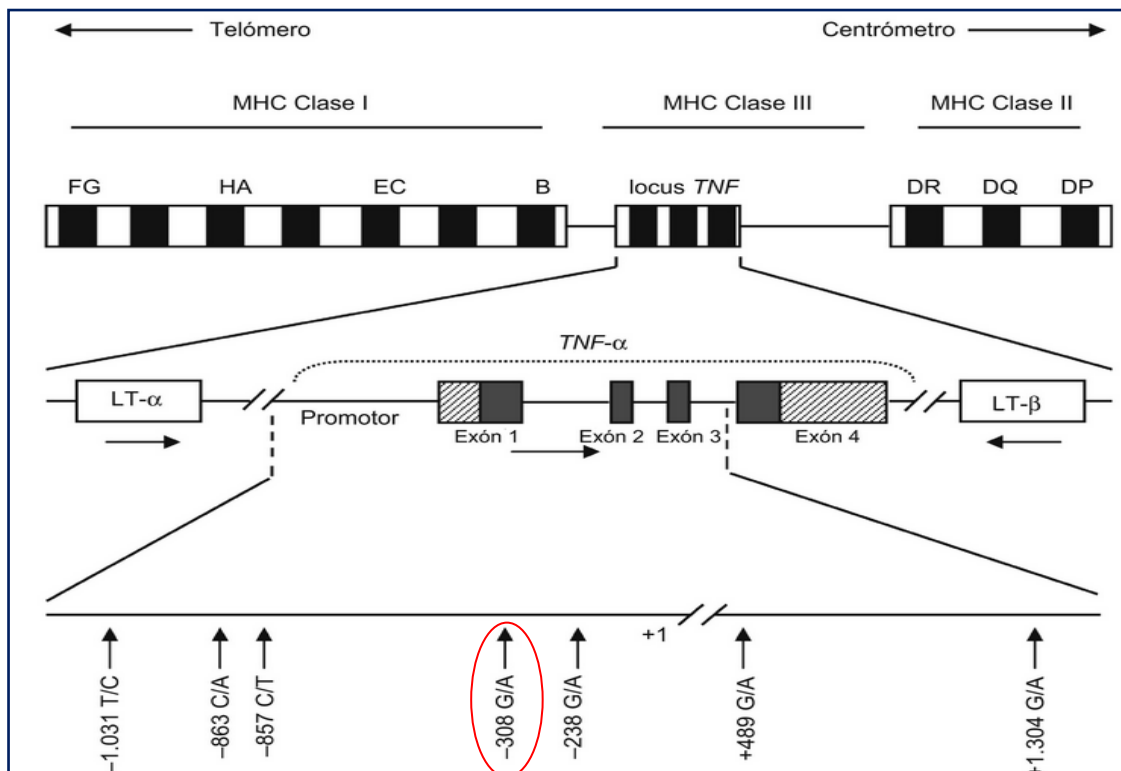 Telómero
Centrómetro
MHC Clase I
MHC Clase III
MHC Clase II
FG
HA
EC
B
locus TNF
DR
DQ
DP
TNF-α
LT-α
Promotor
Exón 1
Exón 2
Exón 3
Exón 4
LT-β
+1
–1.031 T/C
–863 C/A
–857 C/T
–308 G/A
–238 G/A
+489 G/A
+1.304 G/A